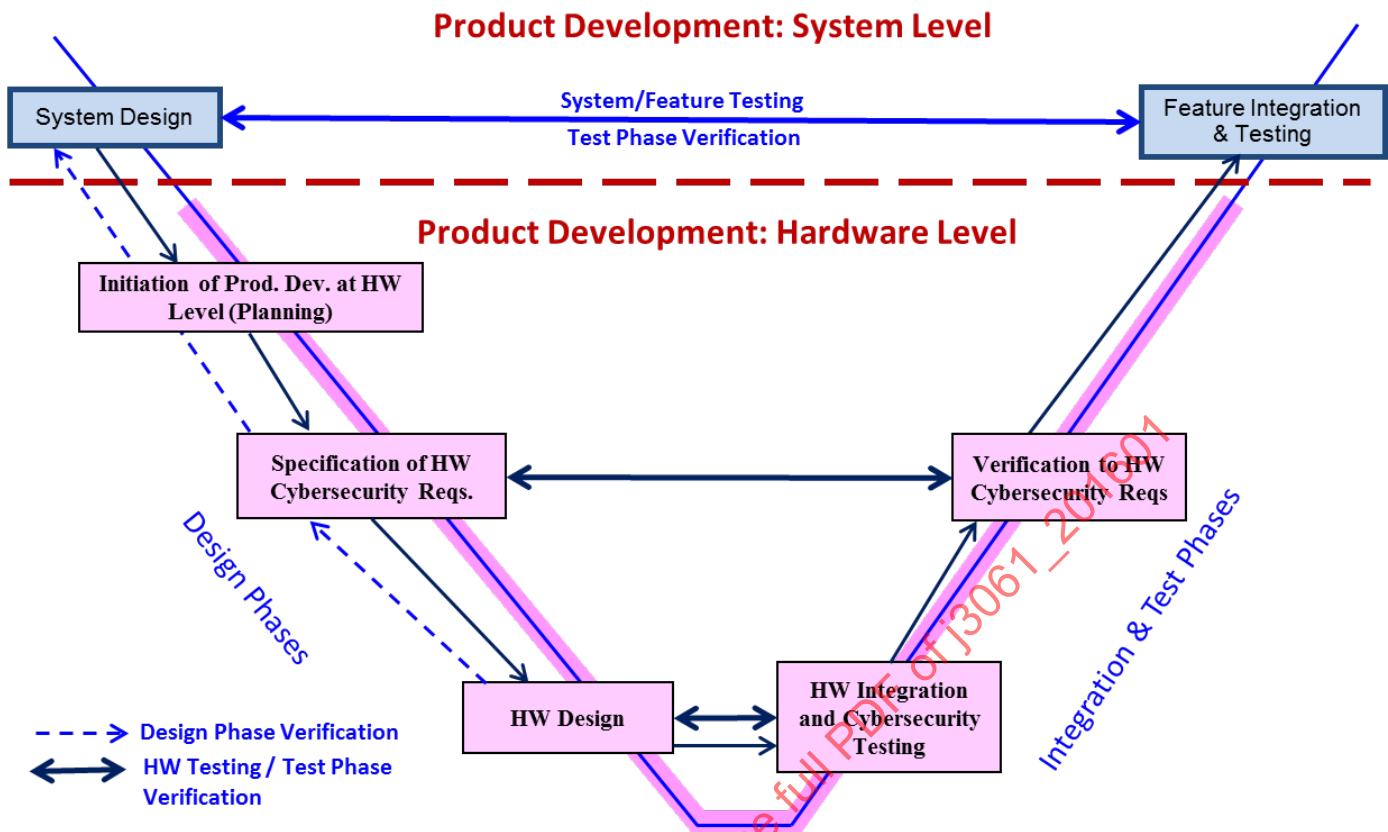 Product Development: System Level
System Design
System/Feature Testing
Test Phase Verification
Feature Integration
& Testing
Product Development: Hardware Level
Initiation of Prod. Dev. at HW
Level (Planning)
Specification of HW
Cybersecurity Reqs.
Verification to HW
Cybersecurity Reqs
Design Phases
Integration & Test Phases
HW Design
HW Integration
and Cybersecurity
Testing
Design Phase Verification
HW Testing / Test Phase
Verification
full PDF of j3061_201601